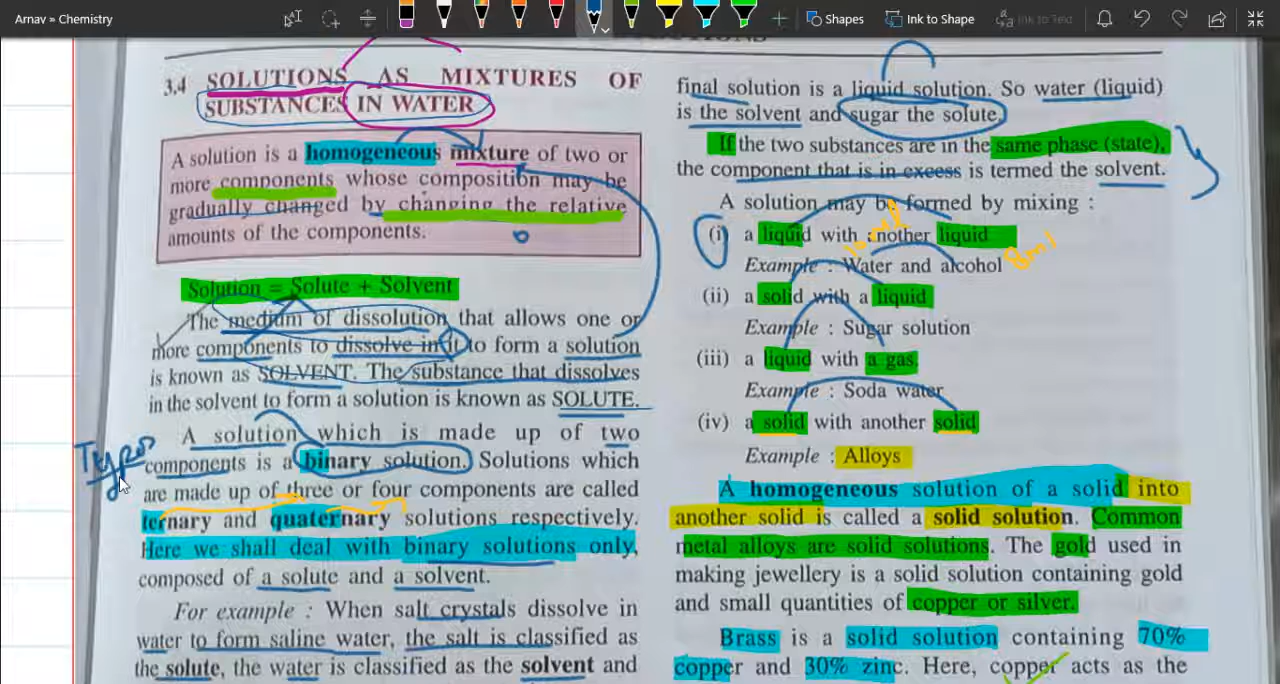 Arnav » Chemistry
Shapes
Ink to Shape
Ink to Text
3.4 SOLUTIONS AS MIXTURES OF
SUBSTANCES IN WATER
A solution is a homogeneous mixture of two or
more components whose composition may be
gradually changed by changing the relative
amounts of the components.
Solution = Solute + Solvent
The medium of dissolution that allows one or
more components to dissolve in it to form a solution
is known as SOLVENT. The substance that dissolves
in the solvent to form a solution is known as SOLUTE.
A solution which is made up of two
components is a binary solution. Solutions which
are made up of three or four components are called
ternary and quaternary solutions respectively.
Here we shall deal with binary solutions only,
composed of a solute and a solvent.
For example : When salt crystals dissolve in
water to form saline water, the salt is classified as
the solute, the water is classified as the solvent and
final solution is a liquid solution. So water (liquid)
is the solvent and sugar the solute.
If the two substances are in the same phase (state),
the component that is in excess is termed the solvent.
A solution may be formed by mixing :
(i) a liquid with another liquid
Example : Water and alcohol
8ml
(ii) a solid with a liquid
Example : Sugar solution
(iii) a liquid with a gas.
Example : Soda water
(iv) a solid with another solid
Example : Alloys
A homogeneous solution of a solid into
another solid is called a solid solution. Common
metal alloys are solid solutions. The gold used in
making jewellery is a solid solution containing gold
and small quantities of copper or silver.
Brass is a solid solution containing 70%
copper and 30% zinc. Here, copper acts as the